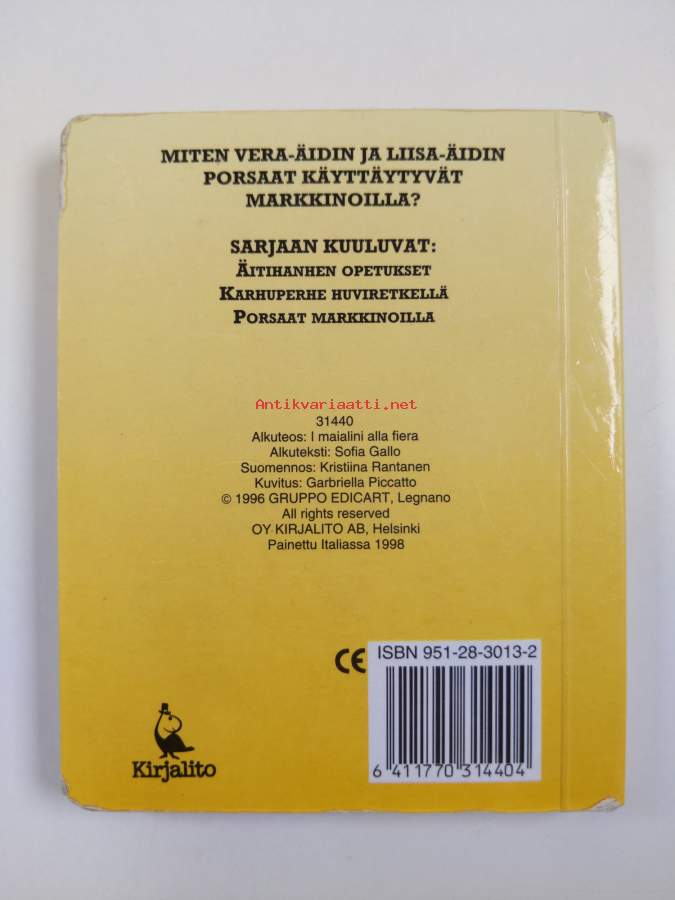 MITEN VERA-ÄIDIN JA LIISA-ÄIDIN
PORSAAT KÄYTTÄYTYVÄT
MARKKINOILLA?
SARJAAN KUULUVAT:
ÄITIHANHEN OPETUKSET
KARHUPERHE HUVIRETKELLÄ
PORSAAT MARKKINOILLA
Antikvariaatti.net
31440
Alkuteos: I maialini alla fiera
Alkuteksti: Sofia Gallo
Suomennos: Kristiina Rantanen
Kuvitus: Garbriella Piccatto
© 1996 GRUPPO EDICART, Legnano
All rights reserved
OY KIRJALITO AB, Helsinki
Painettu Italiassa 1998
CE
ISBN 951-28-3013-2
6 411770 314404
Kirjalito